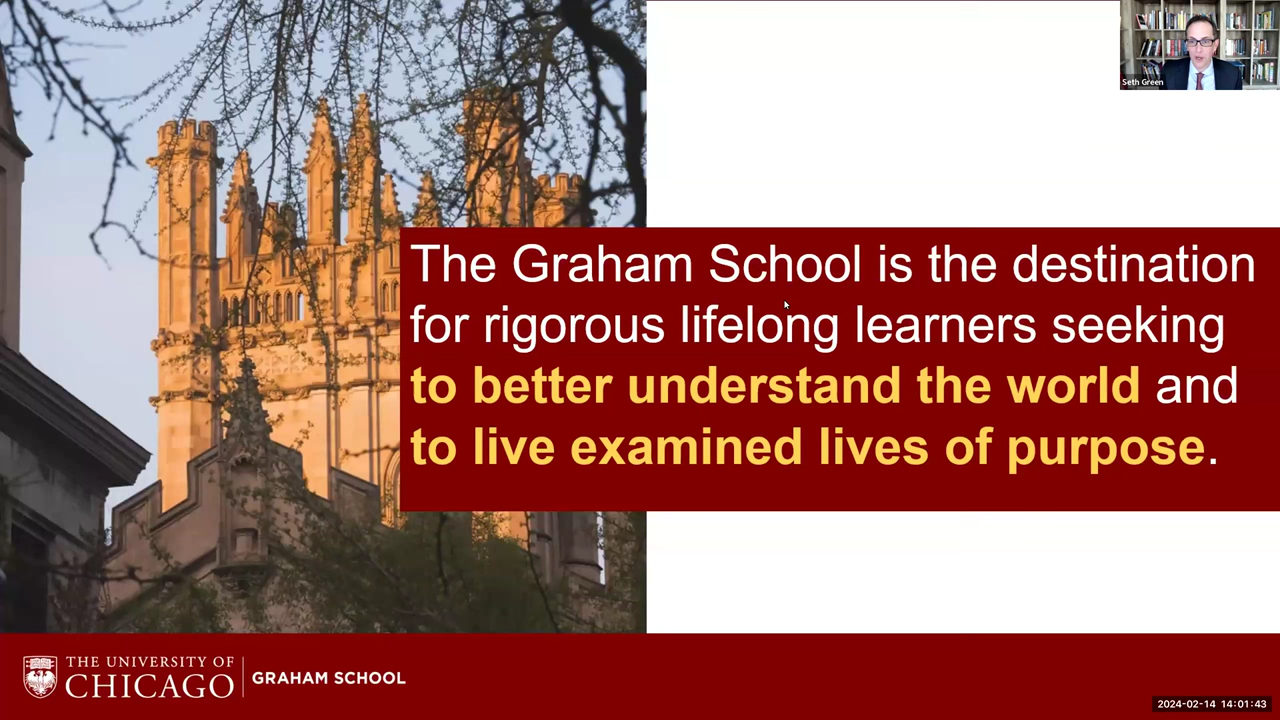 Seth Green
The Graham School is the destination
for rigorous lifelong learners seeking
to better understand the world and
to live examined lives of purpose.
THE UNIVERSITY OF
CHICAGO
GRAHAM SCHOOL
2024-02-14 14:01:43